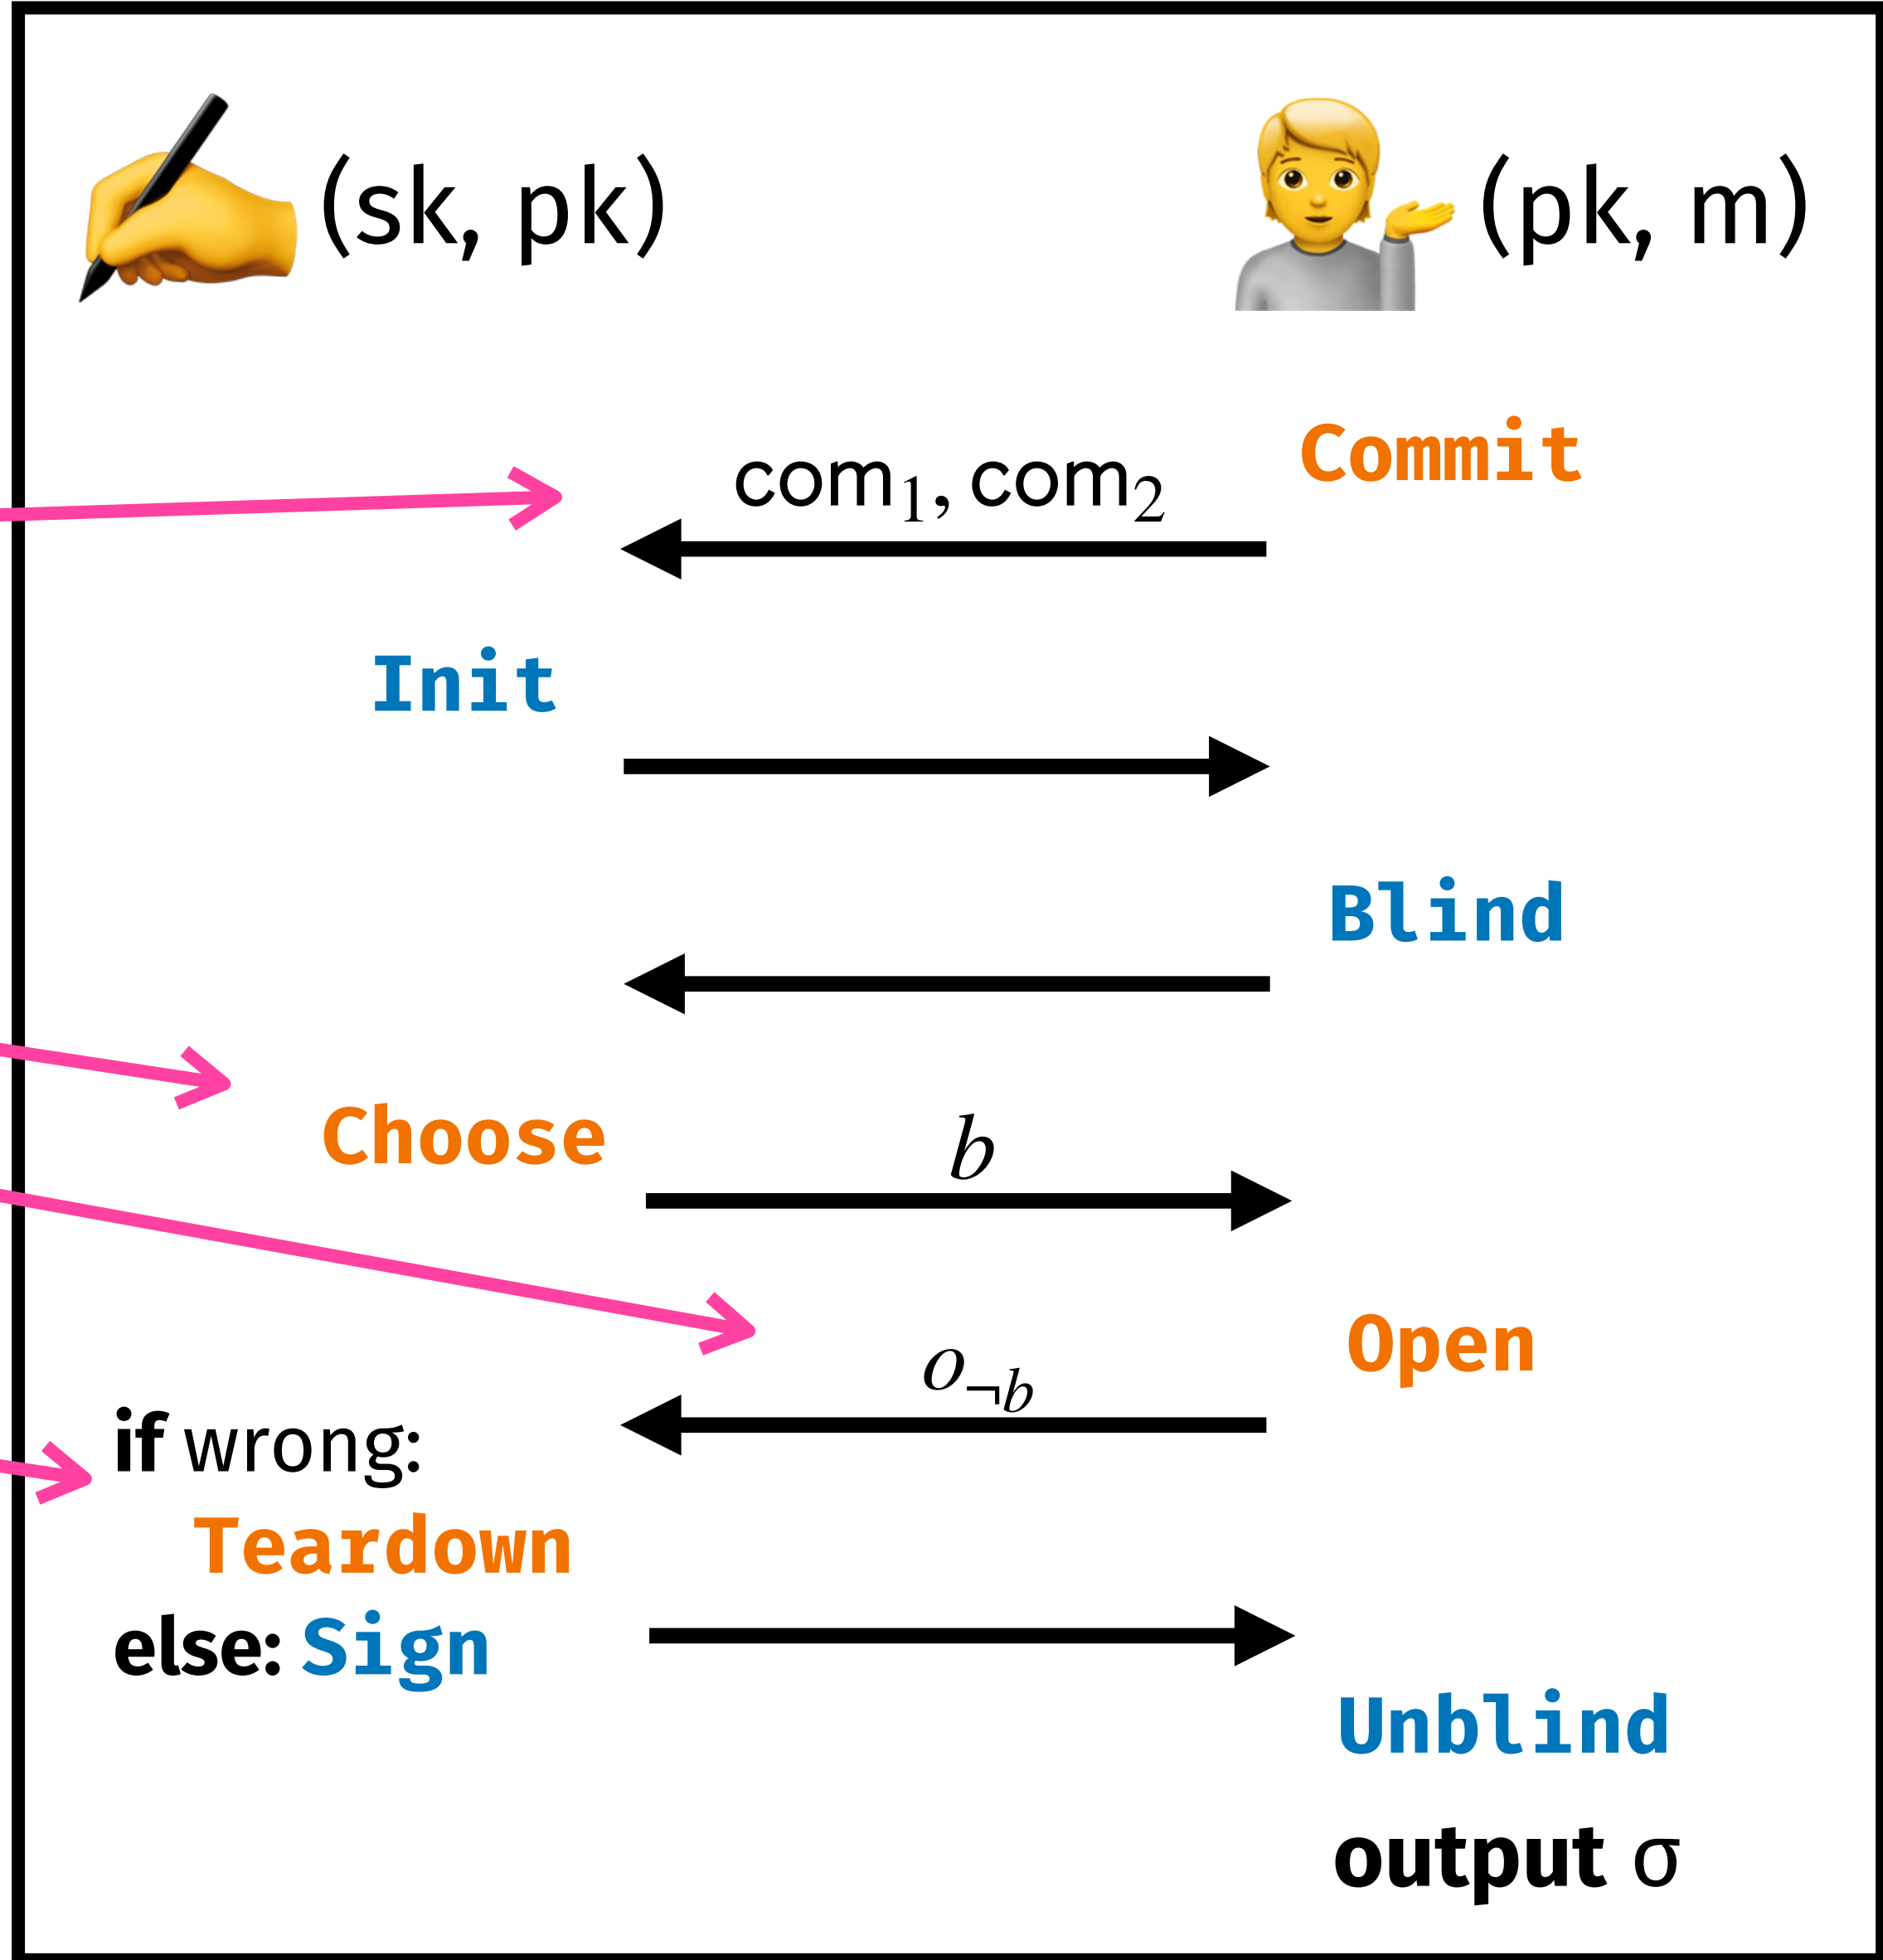 (sk, pk)
(pk, m)
Commit
com₁, com₂
Init
Blind
Choose
b
Open
o¬b
if wrong:
Teardown
else: Sign
Unblind
output σ